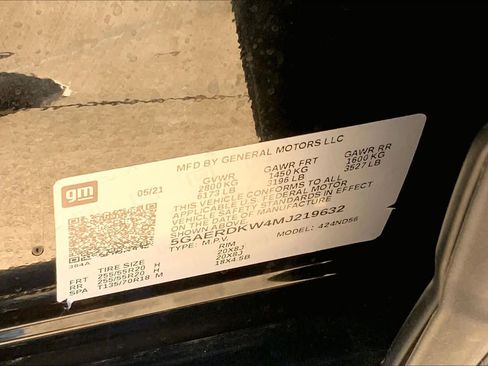 MFD BY GENERAL MOTORS LLC
gm
05/21
GVWR GAWR FRT GAWR RR
2800 KG 1450 KG 1600 KG
6173 LB 3196 LB 3527 LB
THIS VEHICLE CONFORMS TO ALL
APPLICABLE U.S. FEDERAL MOTOR
VEHICLE SAFETY STANDARDS IN EFFECT
ON THE DATE OF MANUFACTURE
SHOWN ABOVE.
5GAERDKW4MJ219632
TYPE: M.P.V. MODEL: 424ND56
TIRE SIZE RIM
FRT 255/55R20 H 20X8J
RR 255/55R20 H 20X8J
SPA T135/70R18 M 18X4.5B